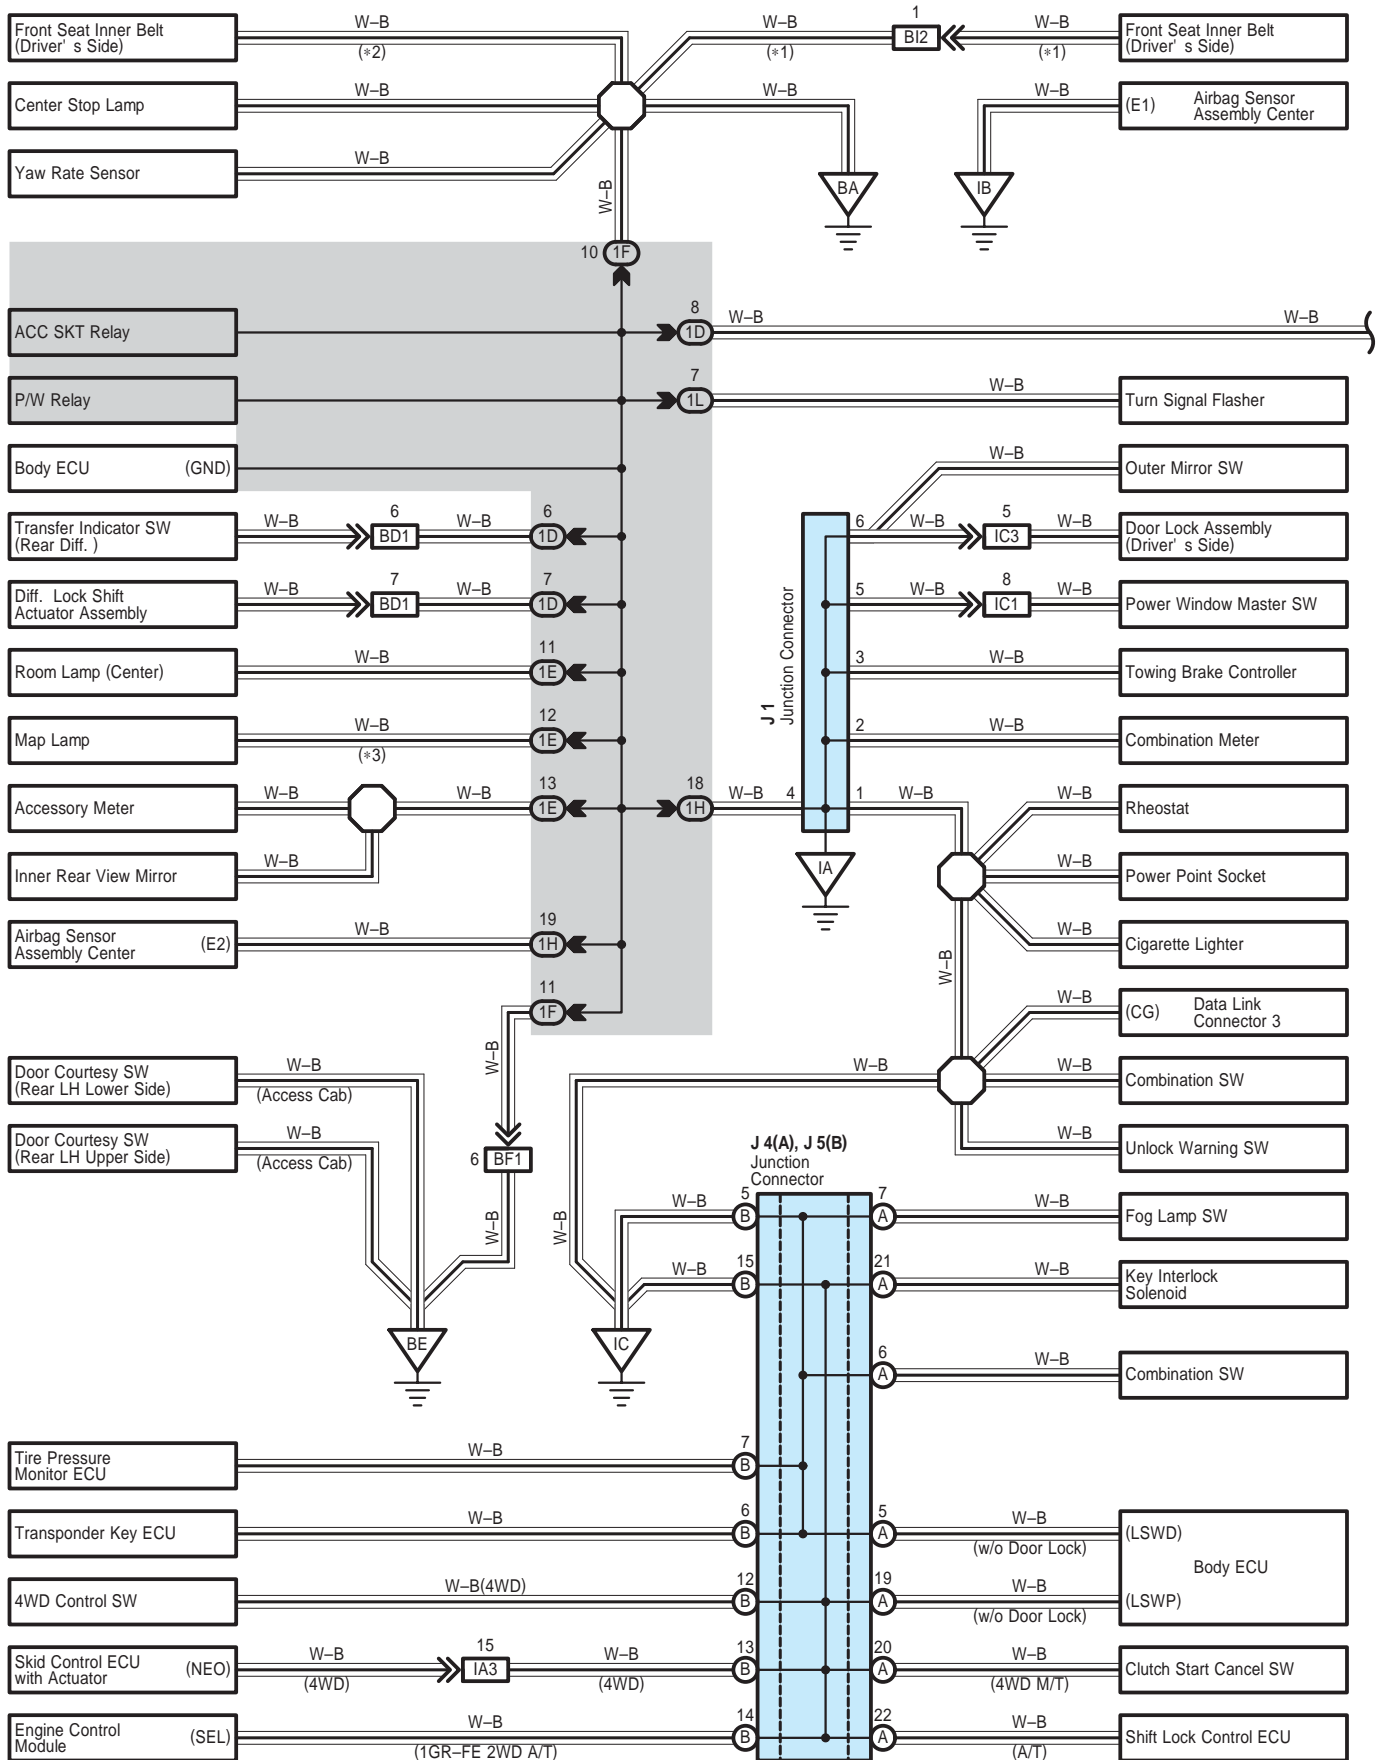 Front Seat Inner Belt
(Driver' s Side)
W–B
(∗2)
W–B
(∗1)
1
BI2
W–B
(∗1)
Front Seat Inner Belt
(Driver' s Side)
Center Stop Lamp
W–B
W–B
W–B
(E1)
Airbag Sensor
Assembly Center
Yaw Rate Sensor
W–B
W–B
BA
IB
10
1F
ACC SKT Relay
8
1D
W–B
W–B
P/W Relay
7
1L
W–B
Turn Signal Flasher
Body ECU
(GND)
W–B
Outer Mirror SW
Transfer Indicator SW
(Rear Diff. )
W–B
6
BD1
W–B
6
1D
6
W–B
5
IC3
W–B
Door Lock Assembly
(Driver' s Side)
Diff. Lock Shift
Actuator Assembly
W–B
7
BD1
W–B
7
1D
5
W–B
8
IC1
W–B
Power Window Master SW
Room Lamp (Center)
W–B
11
1E
J 1
Junction Connector
3
W–B
Towing Brake Controller
Map Lamp
W–B
(∗3)
12
1E
2
W–B
Combination Meter
Accessory Meter
W–B
W–B
13
1E
18
1H
W–B
4
1
W–B
W–B
Rheostat
Inner Rear View Mirror
W–B
IA
W–B
Power Point Socket
Airbag Sensor
Assembly Center
(E2)
W–B
19
1H
W–B
W–B
Cigarette Lighter
11
1F
W–B
W–B
(CG)
Data Link
Connector 3
Door Courtesy SW
(Rear LH Lower Side)
W–B
(Access Cab)
W–B
W–B
Combination SW
Door Courtesy SW
(Rear LH Upper Side)
W–B
(Access Cab)
6
BF1
J 4(A), J 5(B)
Junction
Connector
W–B
Unlock Warning SW
W–B
W–B
W–B
5
B
7
A
W–B
Fog Lamp SW
W–B
15
B
21
A
W–B
Key Interlock
Solenoid
BE
IC
6
A
W–B
Combination SW
Tire Pressure
Monitor ECU
W–B
7
B
Transponder Key ECU
W–B
6
B
5
A
W–B
(w/o Door Lock)
(LSWD)
Body ECU
4WD Control SW
W–B(4WD)
12
B
19
A
W–B
(w/o Door Lock)
(LSWP)
Skid Control ECU
with Actuator
(NEO)
W–B
(4WD)
15
IA3
W–B
(4WD)
13
B
20
A
W–B
(4WD M/T)
Clutch Start Cancel SW
Engine Control
Module
(SEL)
W–B
(1GR–FE 2WD A/T)
14
B
22
A
W–B
(A/T)
Shift Lock Control ECU